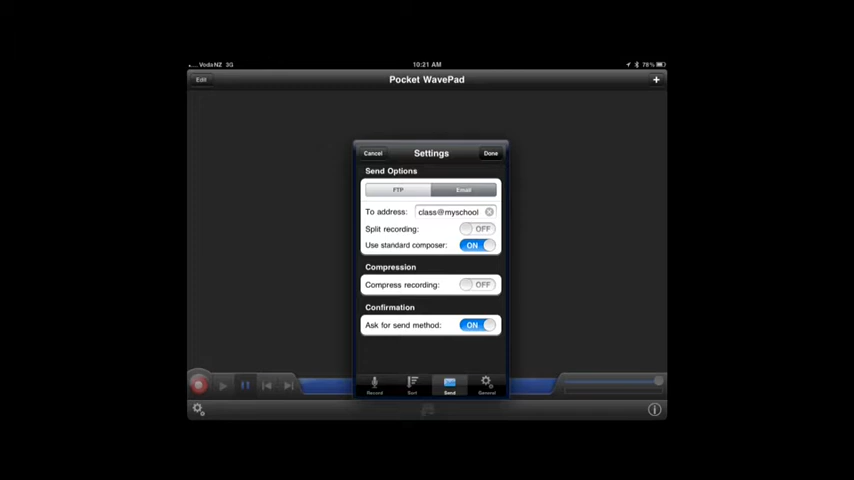 VodaNZ 3G 10:21 AM 78%
Edit Pocket WavePad +
Cancel Settings Done
Send Options
FTP Email
To address: class@myschool
Split recording: OFF
Use standard composer: ON
Compression
Compress recording: OFF
Confirmation
Ask for send method: ON
Record Sort Send General